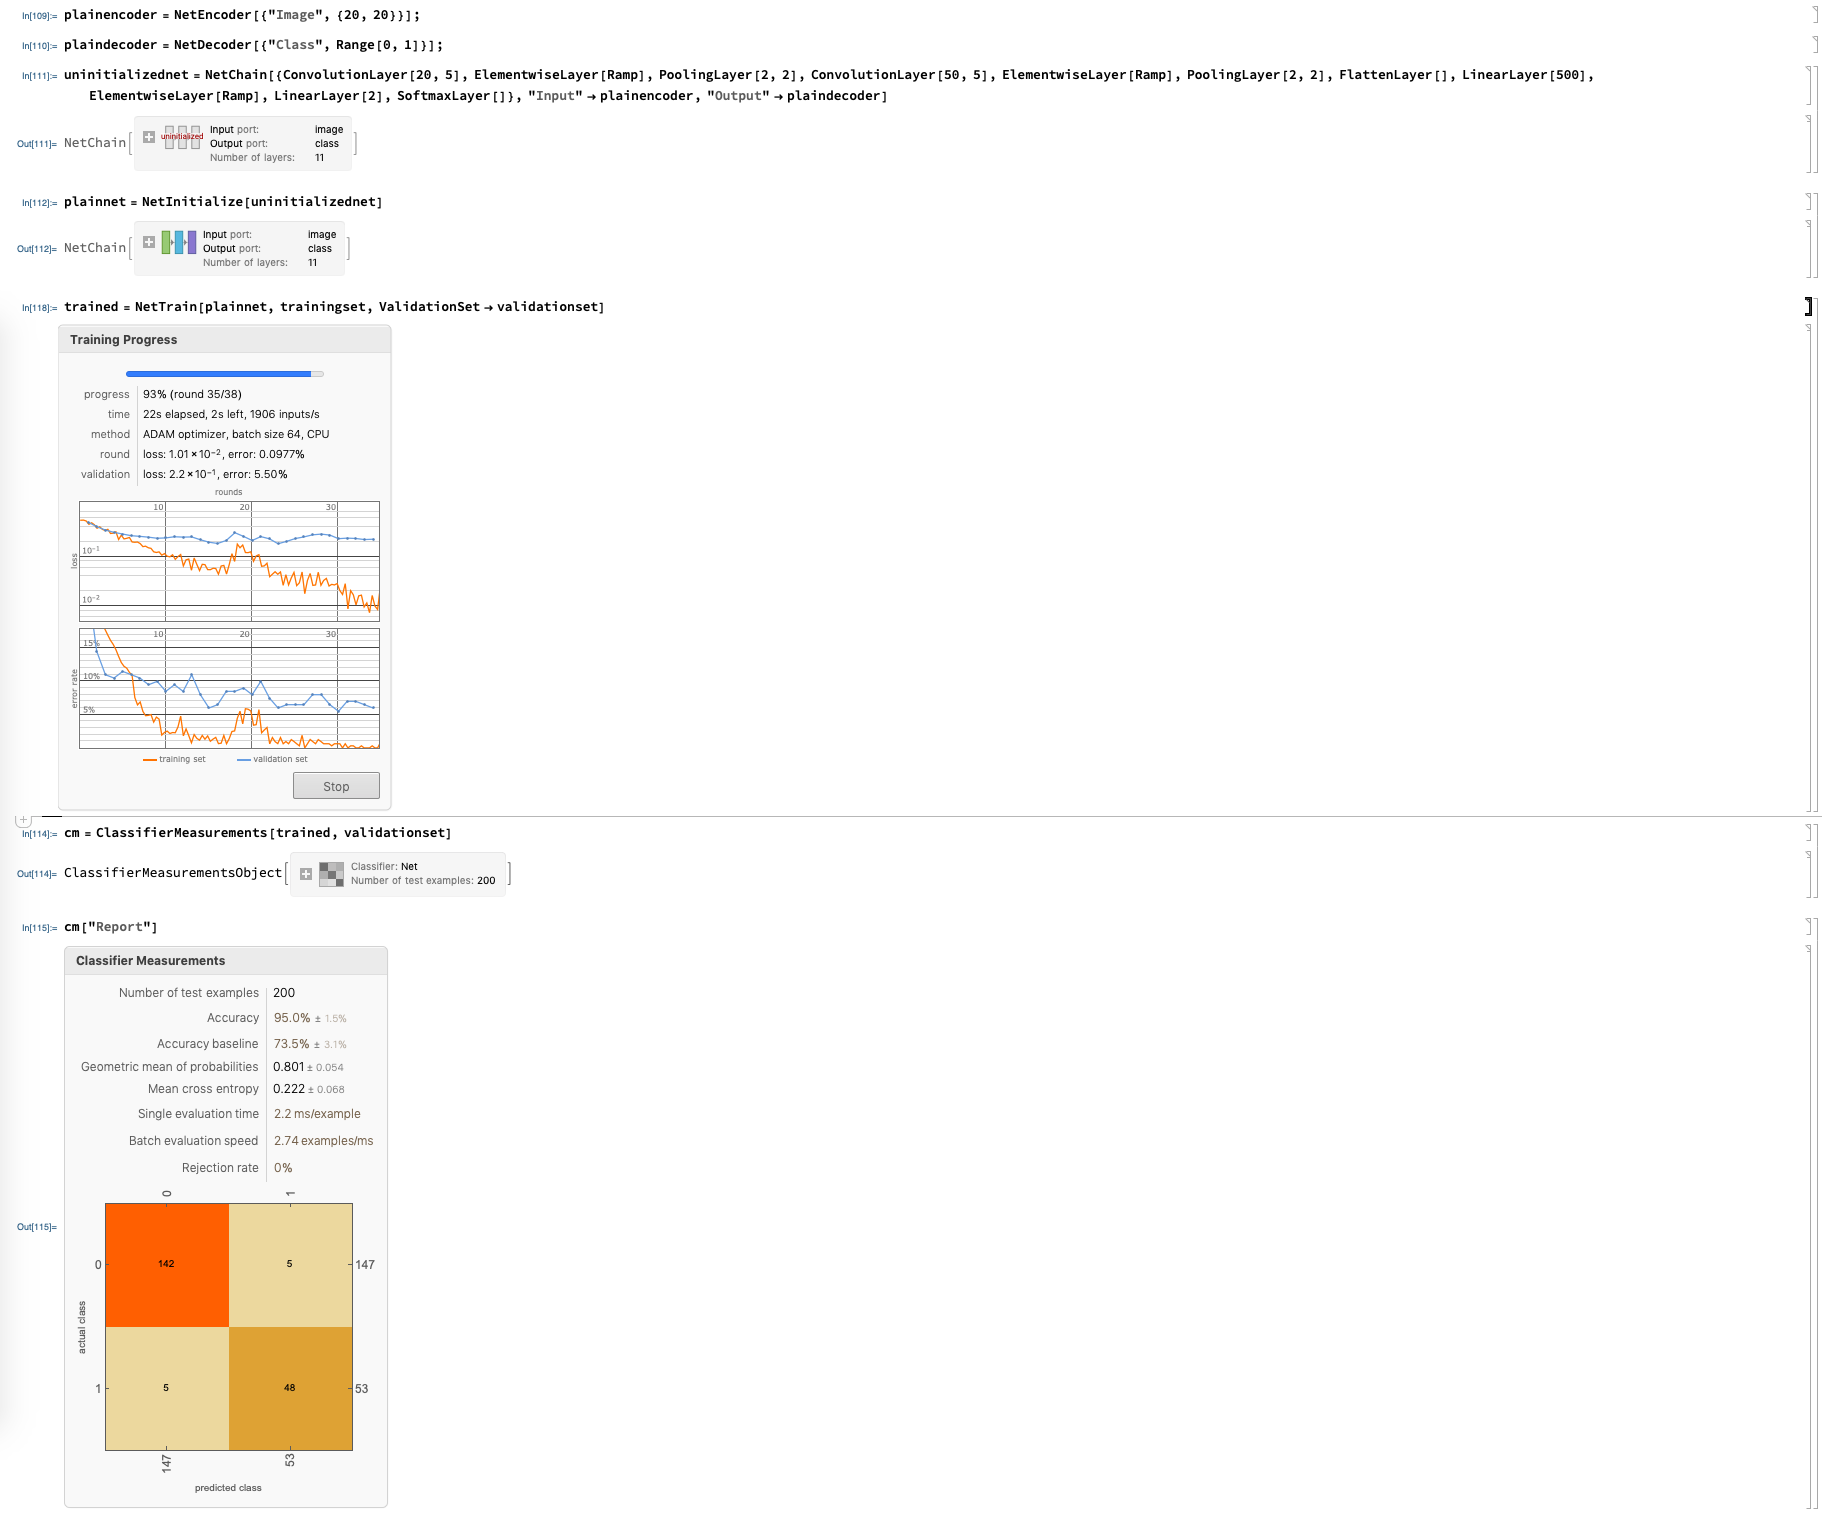 In[109]:= plainencoder = NetEncoder[{"Image", {20, 20}}];
In[110]:= plaindecoder = NetDecoder[{"Class", Range[0, 1]}];
In[111]:= uninitializednet = NetChain[{ConvolutionLayer[20, 5], ElementwiseLayer[Ramp], PoolingLayer[2, 2], ConvolutionLayer[50, 5], ElementwiseLayer[Ramp], PoolingLayer[2, 2], FlattenLayer[], LinearLayer[500],
ElementwiseLayer[Ramp], LinearLayer[2], SoftmaxLayer[]}, "Input" → plainencoder, "Output" → plaindecoder]
Out[111]= NetChain[
uninitialized
Input port: image
Output port: class
Number of layers: 11
]
In[112]:= plainnet = NetInitialize[uninitializednet]
Out[112]= NetChain[
Input port: image
Output port: class
Number of layers: 11
]
In[118]:= trained = NetTrain[plainnet, trainingset, ValidationSet → validationset]
Training Progress
progress 93% (round 35/38)
time 22s elapsed, 2s left, 1906 inputs/s
method ADAM optimizer, batch size 64, CPU
round loss: 1.01×10⁻², error: 0.0977%
validation loss: 2.2×10⁻¹, error: 5.50%
rounds
10 20 30
10⁻¹
loss
10⁻²
10 20 30
15%
10%
error rate
5%
training set validation set
Stop
In[114]:= cm = ClassifierMeasurements[trained, validationset]
Out[114]= ClassifierMeasurementsObject[
Classifier: Net
Number of test examples: 200
]
In[115]:= cm["Report"]
Classifier Measurements
Number of test examples 200
Accuracy 95.0% ± 1.5%
Accuracy baseline 73.5% ± 3.1%
Geometric mean of probabilities 0.801 ± 0.054
Mean cross entropy 0.222 ± 0.068
Single evaluation time 2.2 ms/example
Batch evaluation speed 2.74 examples/ms
Rejection rate 0%
0 1
Out[115]=
0 142 5 147
actual class
1 5 48 53
147 53
predicted class